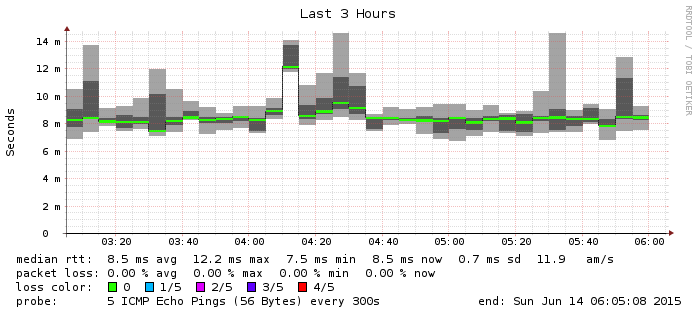 Last 3 Hours
RRDTOOL / TOBI OETIKER
Seconds
14 m
12 m
10 m
8 m
6 m
4 m
2 m
0
03:20 03:40 04:00 04:20 04:40 05:00 05:20 05:40 06:00
median rtt: 8.5 ms avg 12.2 ms max 7.5 ms min 8.5 ms now 0.7 ms sd 11.9 am/s
packet loss: 0.00 % avg 0.00 % max 0.00 % min 0.00 % now
loss color: 0 1/5 2/5 3/5 4/5
probe: 5 ICMP Echo Pings (56 Bytes) every 300s end: Sun Jun 14 06:05:08 2015